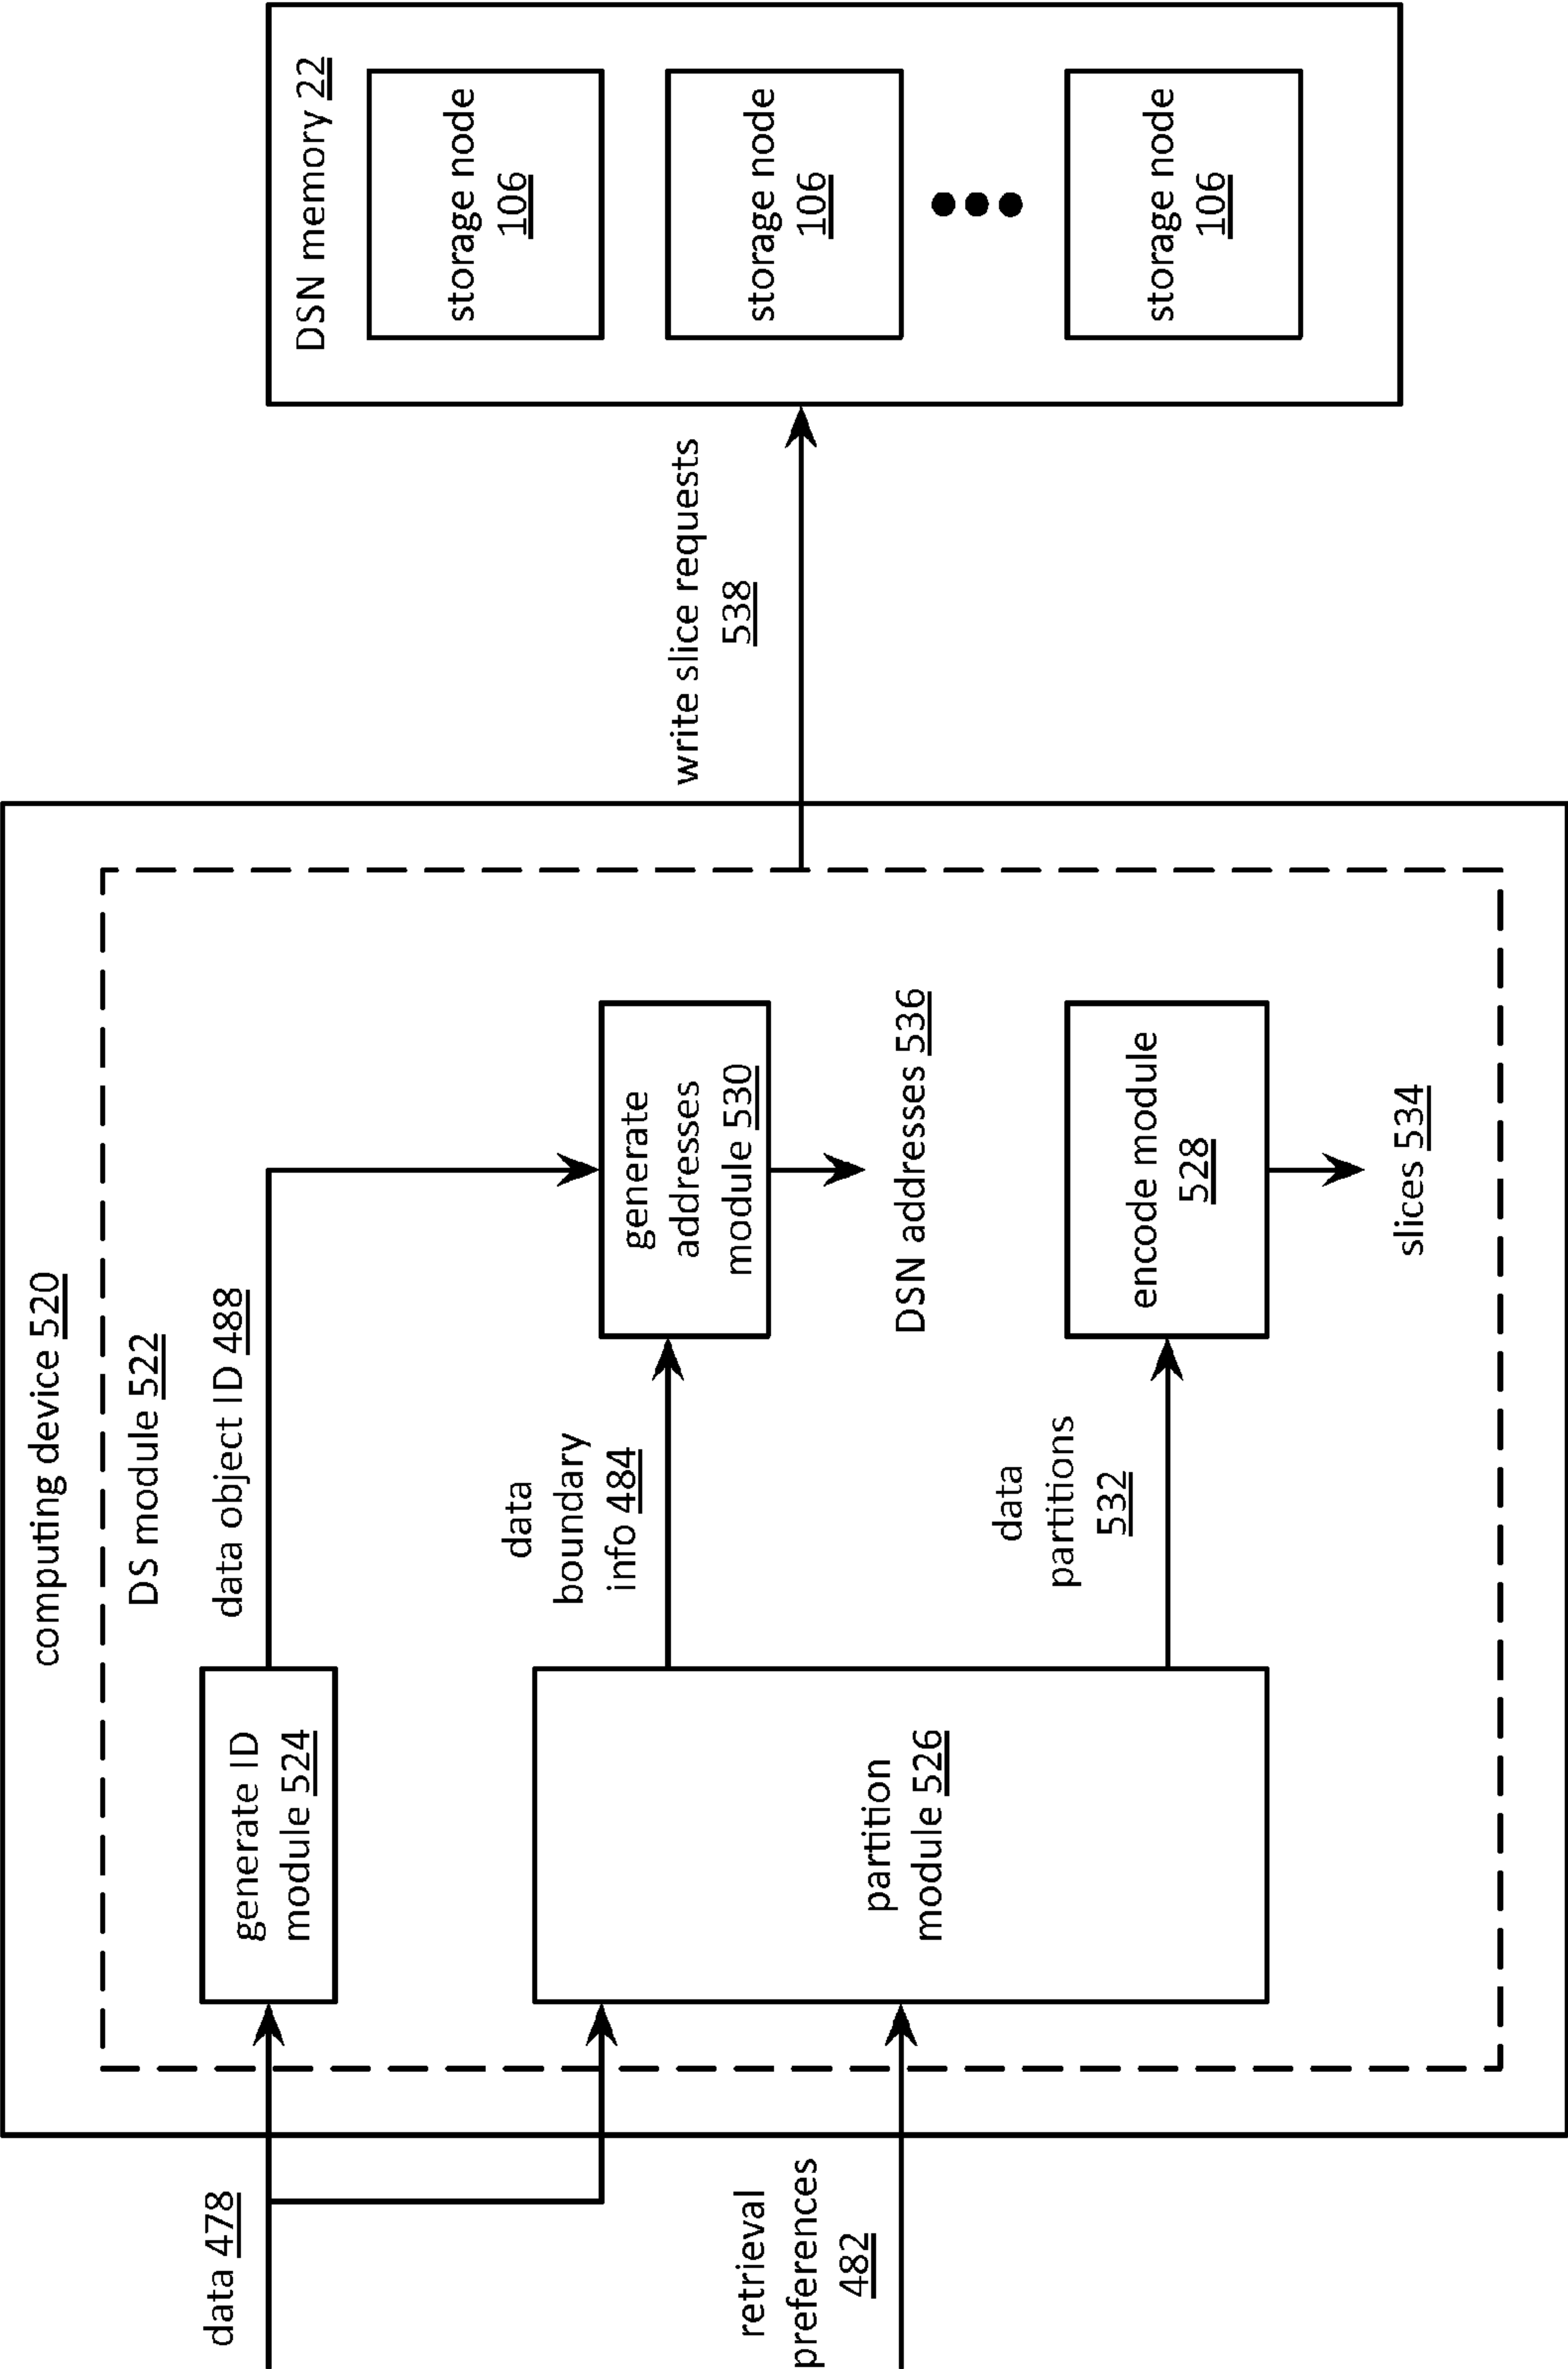 computing device 520
DS module 522
data 478
generate ID
module 524
data object ID 488
retrieval
preferences
482
partition
module 526
data
boundary
info 484
generate
addresses
module 530
DSN addresses 536
data
partitions
532
encode module
528
slices 534
write slice requests
538
DSN memory 22
storage node
106
storage node
106
storage node
106